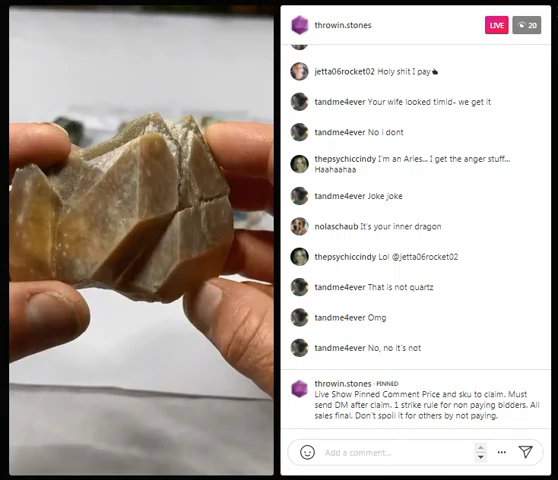 throwin.stones
LIVE
20
jetta06rocket02 Holy shit I pay
tandme4ever Your wife looked timid- we get it
tandme4ever No i dont
thepsychiccindy I'm an Aries... I get the anger stuff...
Haahaahaa
tandme4ever Joke joke
nolaschaub It's your inner dragon
thepsychiccindy Lol @jetta06rocket02
tandme4ever That is not quartz
tandme4ever Omg
tandme4ever No, no it's not
throwin.stones · PINNED
Live Show Pinned Comment Price and sku to claim. Must
send DM after claim. 1 strike rule for non paying bidders. All
sales final. Don't spoil it for others by not paying.
Add a comment...